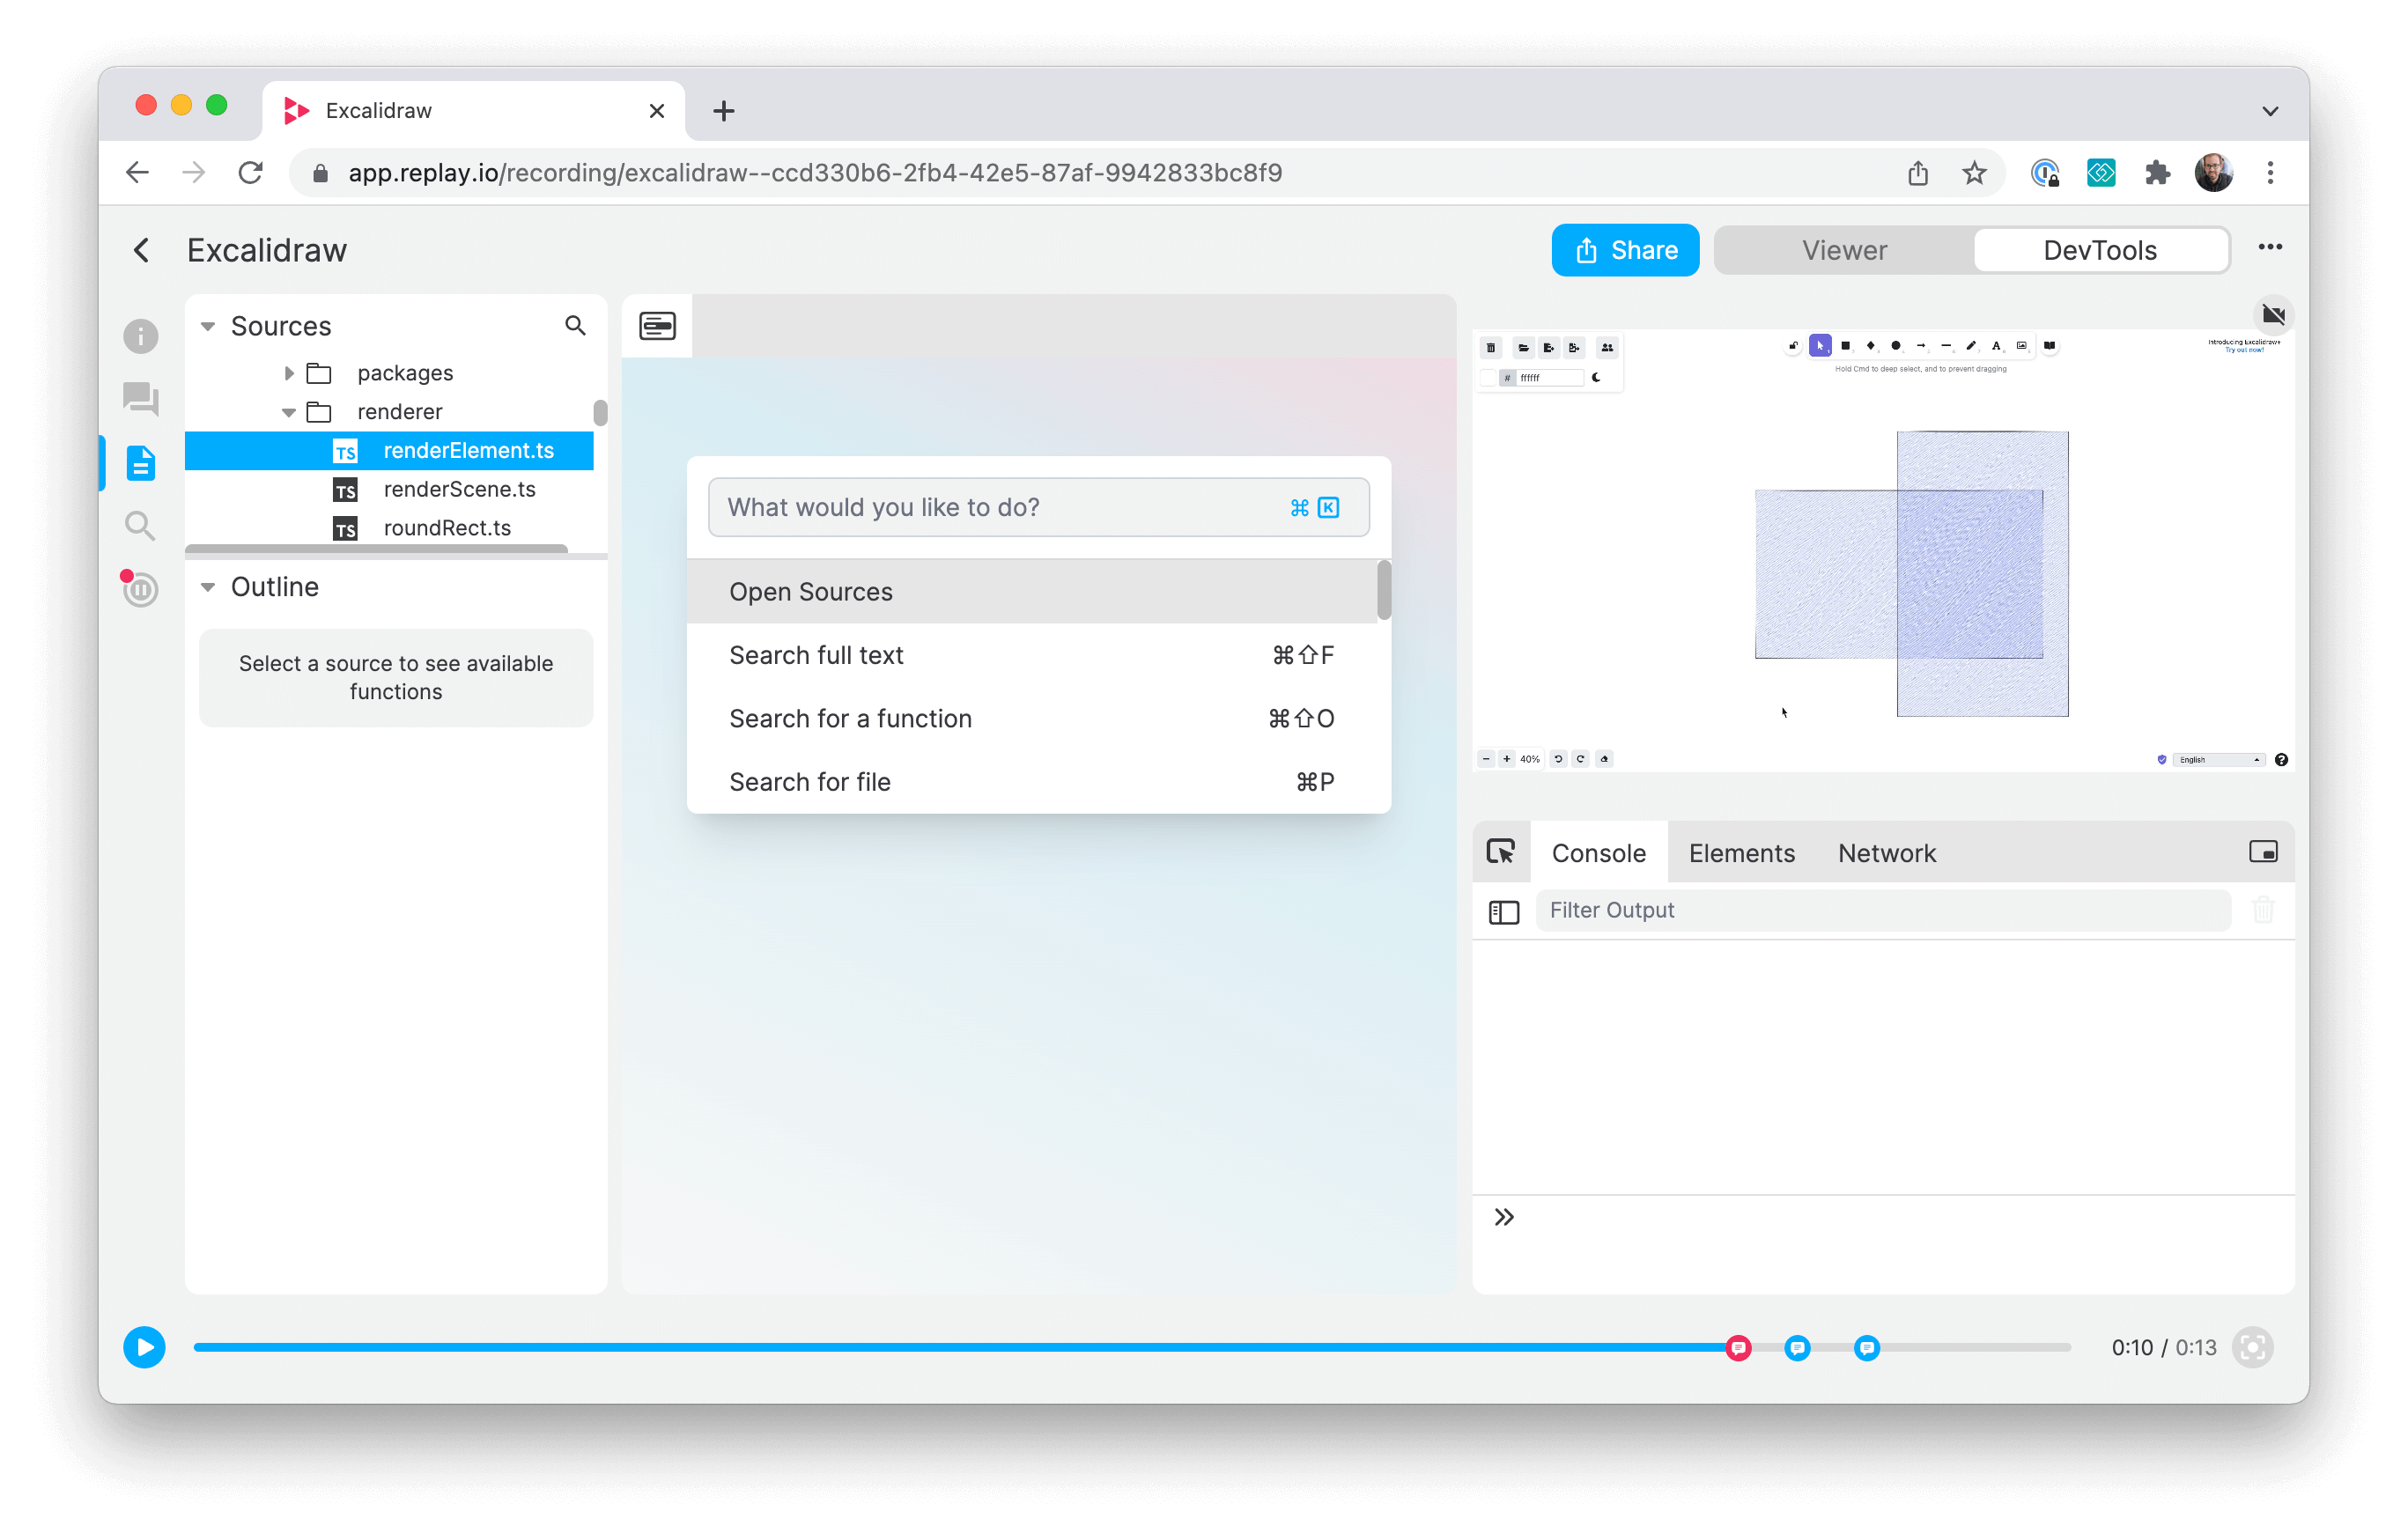 Excalidraw
app.replay.io/recording/excalidraw--ccd330b6-2fb4-42e5-87af-9942833bc8f9
Excalidraw
Share
Viewer
DevTools
Sources
packages
renderer
TS renderElement.ts
TS renderScene.ts
TS roundRect.ts
Outline
Select a source to see available
functions
What would you like to do? ⌘ K
Open Sources
Search full text ⌘⇧F
Search for a function ⌘⇧O
Search for file ⌘P
# ffffff
A
Hold Cmd to deep select, and to prevent dragging
Introducing Excalidraw+
Try out now!
− + 40%
English
?
Console
Elements
Network
Filter Output
0:10 / 0:13